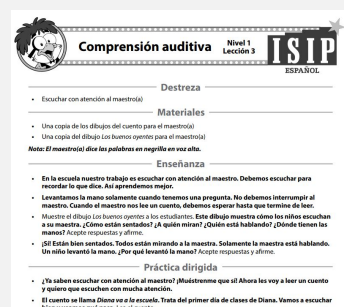 Comprensión auditiva
Nivel 1
Lección 3
ISIP
ESPAÑOL
Destreza
• Escuchar con atención al maestro(a)
Materiales
• Una copia de los dibujos del cuento para el maestro(a)
• Una copia del dibujo Los buenos oyentes para el maestro(a)
Nota: El maestro(a) dice las palabras en negrilla en voz alta.
Enseñanza
• En la escuela nuestro trabajo es escuchar con atención al maestro. Debemos escuchar para
recordar lo que dice. Así aprendemos mejor.
• Levantamos la mano solamente cuando tenemos una pregunta. No debemos interrumpir al
maestro. Cuando el maestro nos lee un cuento, debemos esperar hasta que termine de leer.
• Muestre el dibujo Los buenos oyentes a los estudiantes. Este dibujo muestra cómo los niños escuchan
a su maestra. ¿Cómo están sentados? ¿A quién miran? ¿Quién está hablando? ¿Dónde tienen las
manos? Acepte respuestas y afirme.
• ¡Sí! Están bien sentados. Todos están mirando a la maestra. Solamente la maestra está hablando.
Un niño levantó la mano. ¿Por qué levantó la mano? Acepte respuestas y afirme.
Práctica dirigida
• ¿Ya saben escuchar con atención al maestro? ¡Muéstrenme que sí! Ahora les voy a leer un cuento
y quiero que escuchen con mucha atención.
• El cuento se llama Diana va a la escuela. Trata del primer día de clases de Diana. Vamos a escuchar